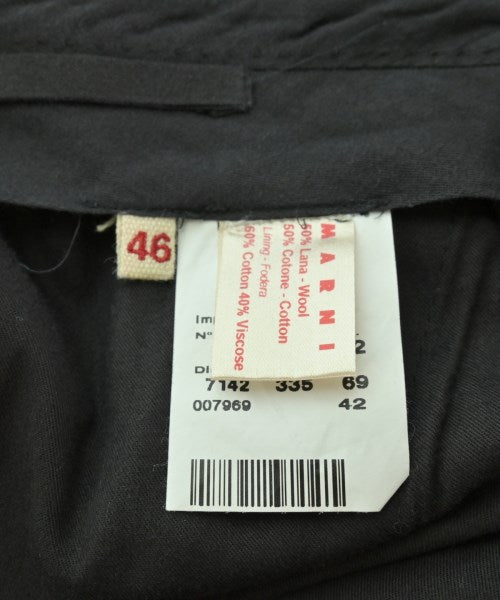 46
MARNI
50% Lana - Wool
50% Cotone - Cotton
Lining - Fodera
60% Cotton 40% Viscose
N°
7142 335 69
007969 42